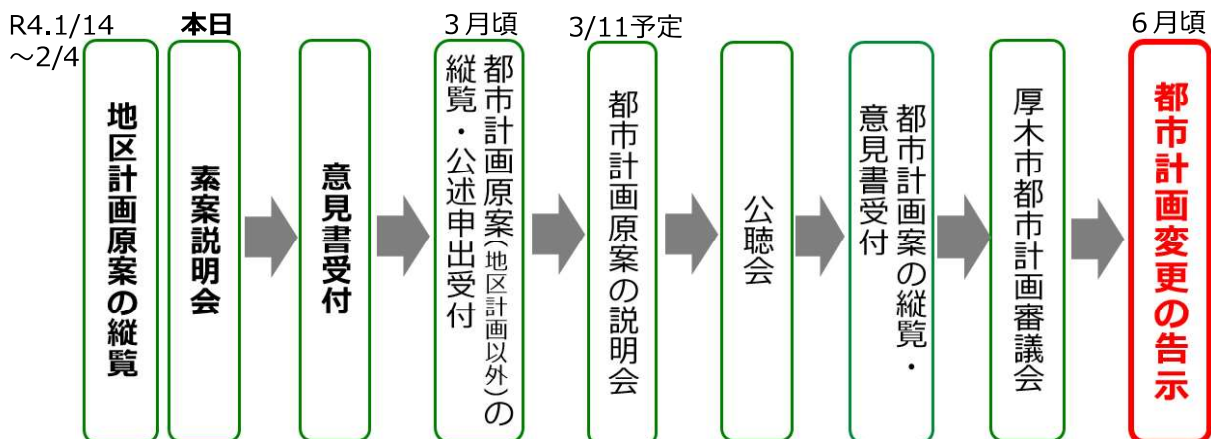 R4.1/14
～2/4
地区計画原案の縦覧
本日
素案説明会
意見書受付
３月頃
都市計画原案（地区計画以外）の
縦覧・公述申出受付
3/11予定
都市計画原案の説明会
公聴会
都市計画案の縦覧・
意見書受付
厚木市都市計画審議会
６月頃
都市計画変更の告示